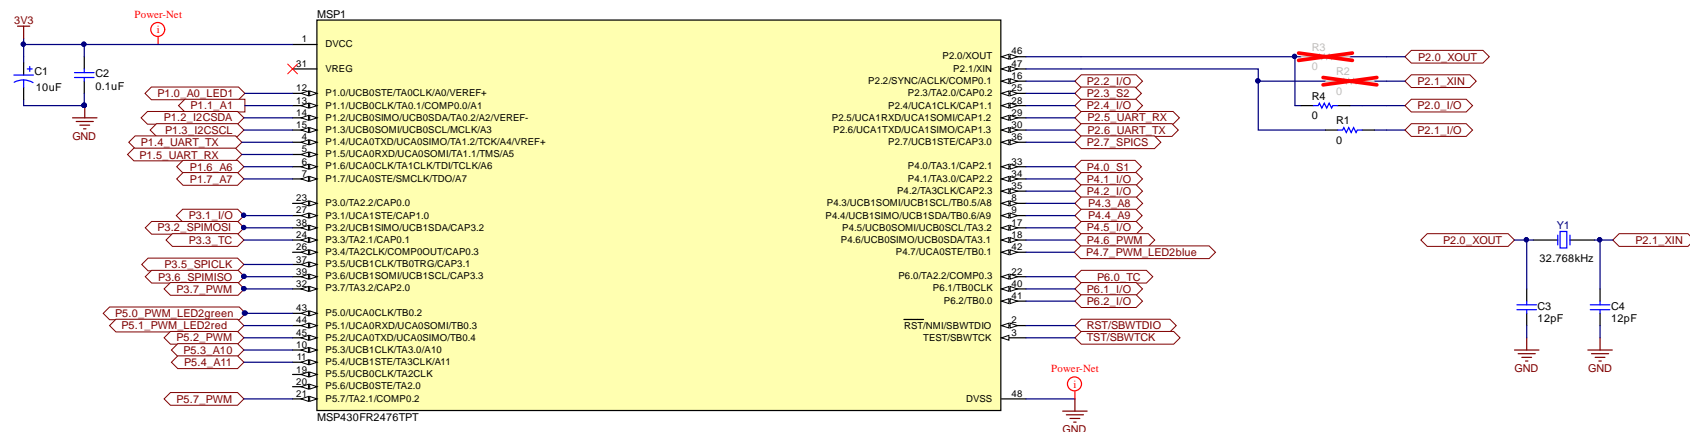 MSP1
3V3
Power-Net
i
C1
10uF
C2
0.1uF
GND
1 DVCC
31 VREG
P1.0_A0_LED1 12 P1.0/UCB0STE/TA0CLK/A0/VEREF+
P1.1_A1 13 P1.1/UCB0CLK/TA0.1/COMP0.0/A1
P1.2_I2CSDA 14 P1.2/UCB0SIMO/UCB0SDA/TA0.2/A2/VEREF-
P1.3_I2CSCL 15 P1.3/UCB0SOMI/UCB0SCL/MCLK/A3
P1.4_UART_TX 4 P1.4/UCA0TXD/UCA0SIMO/TA1.2/TCK/A4/VREF+
P1.5_UART_RX 5 P1.5/UCA0RXD/UCA0SOMI/TA1.1/TMS/A5
P1.6_A6 6 P1.6/UCA0CLK/TA1CLK/TDI/TCLK/A6
P1.7_A7 7 P1.7/UCA0STE/SMCLK/TDO/A7
23 P3.0/TA2.2/CAP0.0
P3.1_I/O 27 P3.1/UCA1STE/CAP1.0
P3.2_SPIMOSI 38 P3.2/UCB1SIMO/UCB1SDA/CAP3.2
P3.3_TC 24 P3.3/TA2.1/CAP0.1
26 P3.4/TA2CLK/COMP0OUT/CAP0.3
P3.5_SPICLK 37 P3.5/UCB1CLK/TB0TRG/CAP3.1
P3.6_SPIMISO 39 P3.6/UCB1SOMI/UCB1SCL/CAP3.3
P3.7_PWM 32 P3.7/TA3.2/CAP2.0
P5.0_PWM_LED2green 43 P5.0/UCA0CLK/TB0.2
P5.1_PWM_LED2red 44 P5.1/UCA0RXD/UCA0SOMI/TB0.3
P5.2_PWM 45 P5.2/UCA0TXD/UCA0SIMO/TB0.4
P5.3_A10 10 P5.3/UCB1CLK/TA3.0/A10
P5.4_A11 11 P5.4/UCB1STE/TA3CLK/A11
19 P5.5/UCB0CLK/TA2CLK
20 P5.6/UCB0STE/TA2.0
P5.7_PWM 21 P5.7/TA2.1/COMP0.2
MSP430FR2476TPT
P2.0/XOUT 46
P2.1/XIN 47
P2.2/SYNC/ACLK/COMP0.1 16 P2.2_I/O
P2.3/TA2.0/CAP0.2 25 P2.3_S2
P2.4/UCA1CLK/CAP1.1 28 P2.4_I/O
P2.5/UCA1RXD/UCA1SOMI/CAP1.2 29 P2.5_UART_RX
P2.6/UCA1TXD/UCA1SIMO/CAP1.3 30 P2.6_UART_TX
P2.7/UCB1STE/CAP3.0 36 P2.7_SPICS
P4.0/TA3.1/CAP2.1 33 P4.0_S1
P4.1/TA3.0/CAP2.2 34 P4.1_I/O
P4.2/TA3CLK/CAP2.3 35 P4.2_I/O
P4.3/UCB1SOMI/UCB1SCL/TB0.5/A8 8 P4.3_A8
P4.4/UCB1SIMO/UCB1SDA/TB0.6/A9 9 P4.4_A9
P4.5/UCB0SOMI/UCB0SCL/TA3.2 17 P4.5_I/O
P4.6/UCB0SIMO/UCB0SDA/TA3.1 18 P4.6_PWM
P4.7/UCA0STE/TB0.1 42 P4.7_PWM_LED2blue
P6.0/TA2.2/COMP0.3 22 P6.0_TC
P6.1/TB0CLK 40 P6.1_I/O
P6.2/TB0.0 41 P6.2_I/O
RST/NMI/SBWTDIO 2 RST/SBWTDIO
TEST/SBWTCK 3 TST/SBWTCK
DVSS 48
Power-Net
i
GND
R3
0
P2.0_XOUT
R2
0
P2.1_XIN
R4
0
P2.0_I/O
R1
0
P2.1_I/O
Y1
P2.0_XOUT
P2.1_XIN
32.768kHz
C3
12pF
C4
12pF
GND
GND